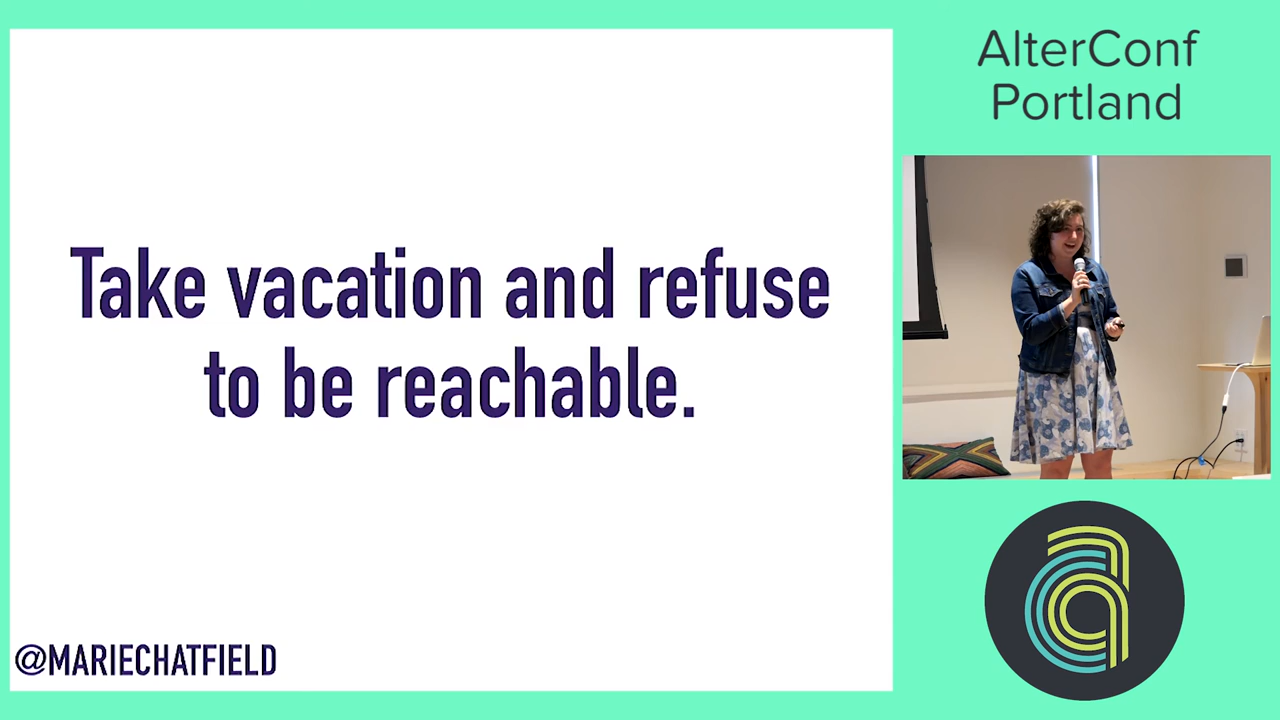 Take vacation and refuse
to be reachable.
@MARIECHATFIELD
AlterConf
Portland